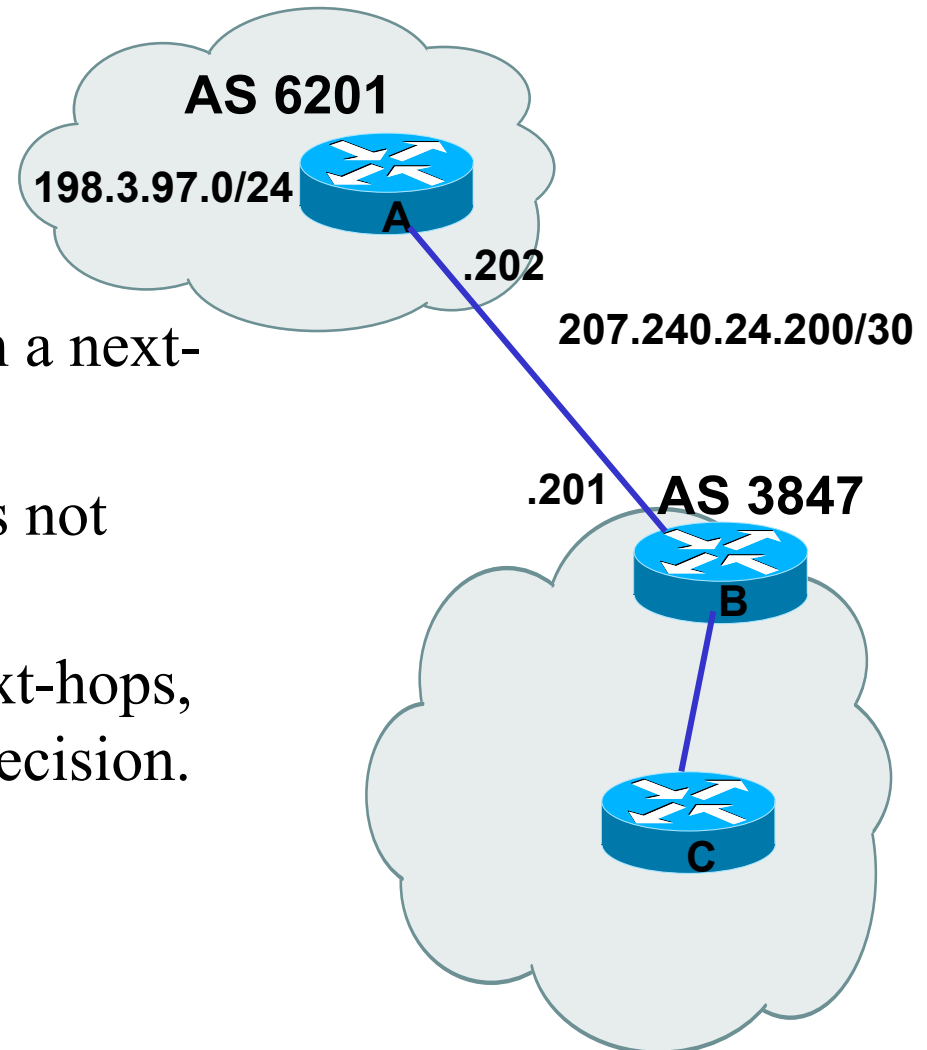 AS 6201
198.3.97.0/24
A
.202
207.240.24.200/30
a next-
.201
AS 3847
s not
B
xt-hops,
ecision.
C